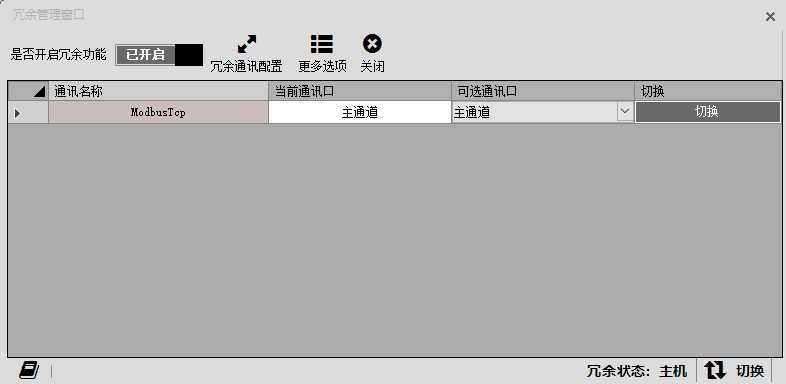 冗余管理窗口
是否开启冗余功能 已开启 冗余通讯配置 更多选项 关闭
通讯名称 当前通讯口 可选通讯口 切换
ModbusTcp 主通道 主通道 切换
冗余状态: 主机 切换